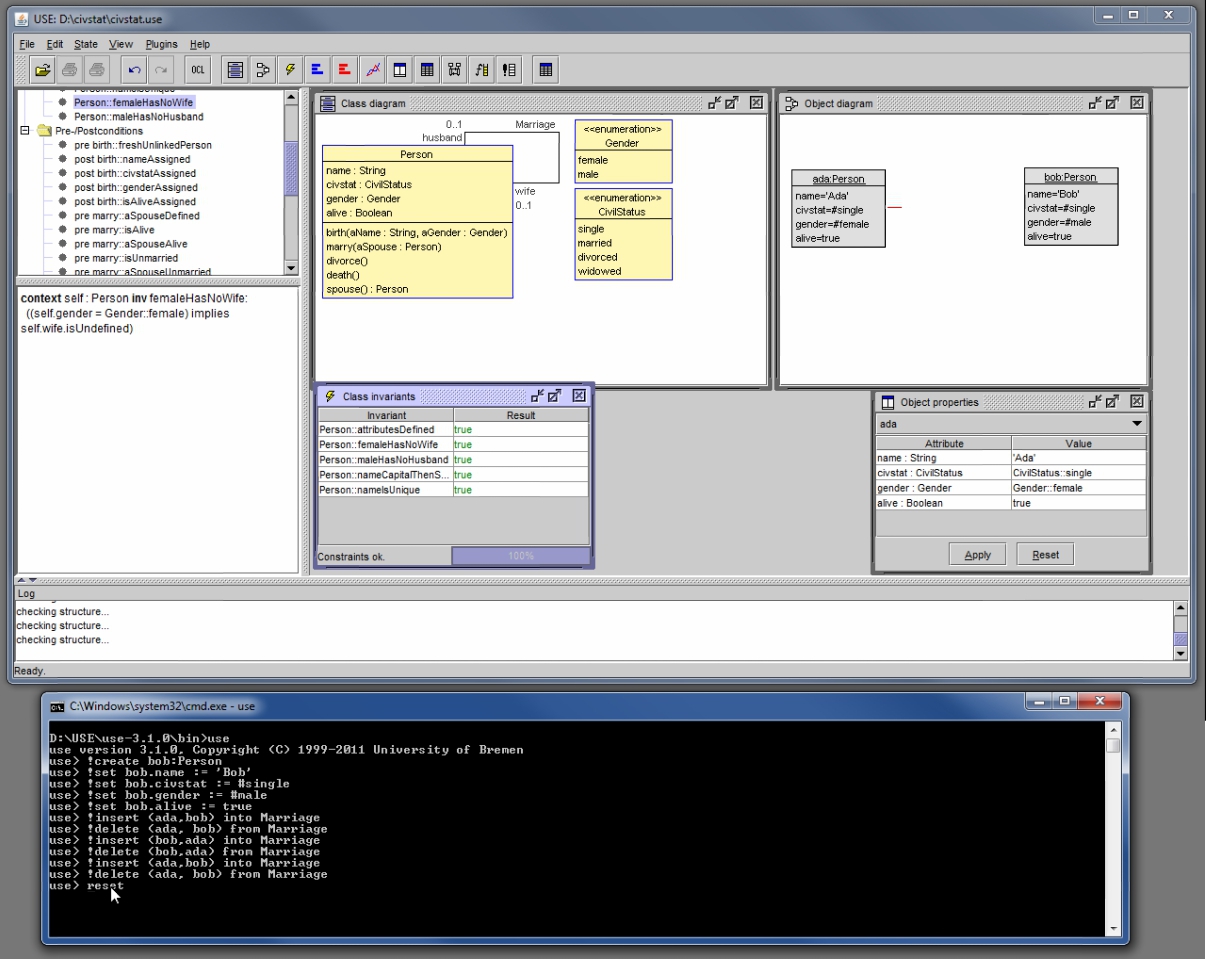 USE: D:\civstat\civstat.use
File Edit State View Plugins Help
OCL
Person::femaleHasNoWife
Person::maleHasNoHusband
Pre-/Postconditions
pre birth::freshUnlinkedPerson
post birth::nameAssigned
post birth::civstatAssigned
post birth::genderAssigned
post birth::isAliveAssigned
pre marry::aSpouseDefined
pre marry::isAlive
pre marry::aSpouseAlive
pre marry::isUnmarried
pre marry::aSpouseUnmarried
context self : Person inv femaleHasNoWife:
((self.gender = Gender::female) implies
self.wife.isUndefined)
Class diagram
0..1 Marriage
husband
Person
name : String
civstat : CivilStatus
gender : Gender
alive : Boolean
birth(aName : String, aGender : Gender)
marry(aSpouse : Person)
divorce()
death()
spouse() : Person
wife
0..1
<<enumeration>>
Gender
female
male
<<enumeration>>
CivilStatus
single
married
divorced
widowed
Object diagram
ada:Person
name='Ada'
civstat=#single
gender=#female
alive=true
bob:Person
name='Bob'
civstat=#single
gender=#male
alive=true
Class invariants
Invariant Result
Person::attributesDefined true
Person::femaleHasNoWife true
Person::maleHasNoHusband true
Person::nameCapitalThenS... true
Person::nameIsUnique true
Constraints ok. 100%
Object properties
ada
Attribute Value
name : String 'Ada'
civstat : CivilStatus CivilStatus::single
gender : Gender Gender::female
alive : Boolean true
Apply Reset
Log
checking structure...
checking structure...
checking structure...
Ready.
C:\Windows\system32\cmd.exe - use
D:\USE\use-3.1.0\bin>use
use version 3.1.0, Copyright (C) 1999-2011 University of Bremen
use> !create bob:Person
use> !set bob.name := 'Bob'
use> !set bob.civstat := #single
use> !set bob.gender := #male
use> !set bob.alive := true
use> !insert (ada,bob) into Marriage
use> !delete (ada, bob) from Marriage
use> !insert (bob,ada) into Marriage
use> !delete (bob,ada) from Marriage
use> !insert (ada,bob) into Marriage
use> !delete (ada, bob) from Marriage
use> reset